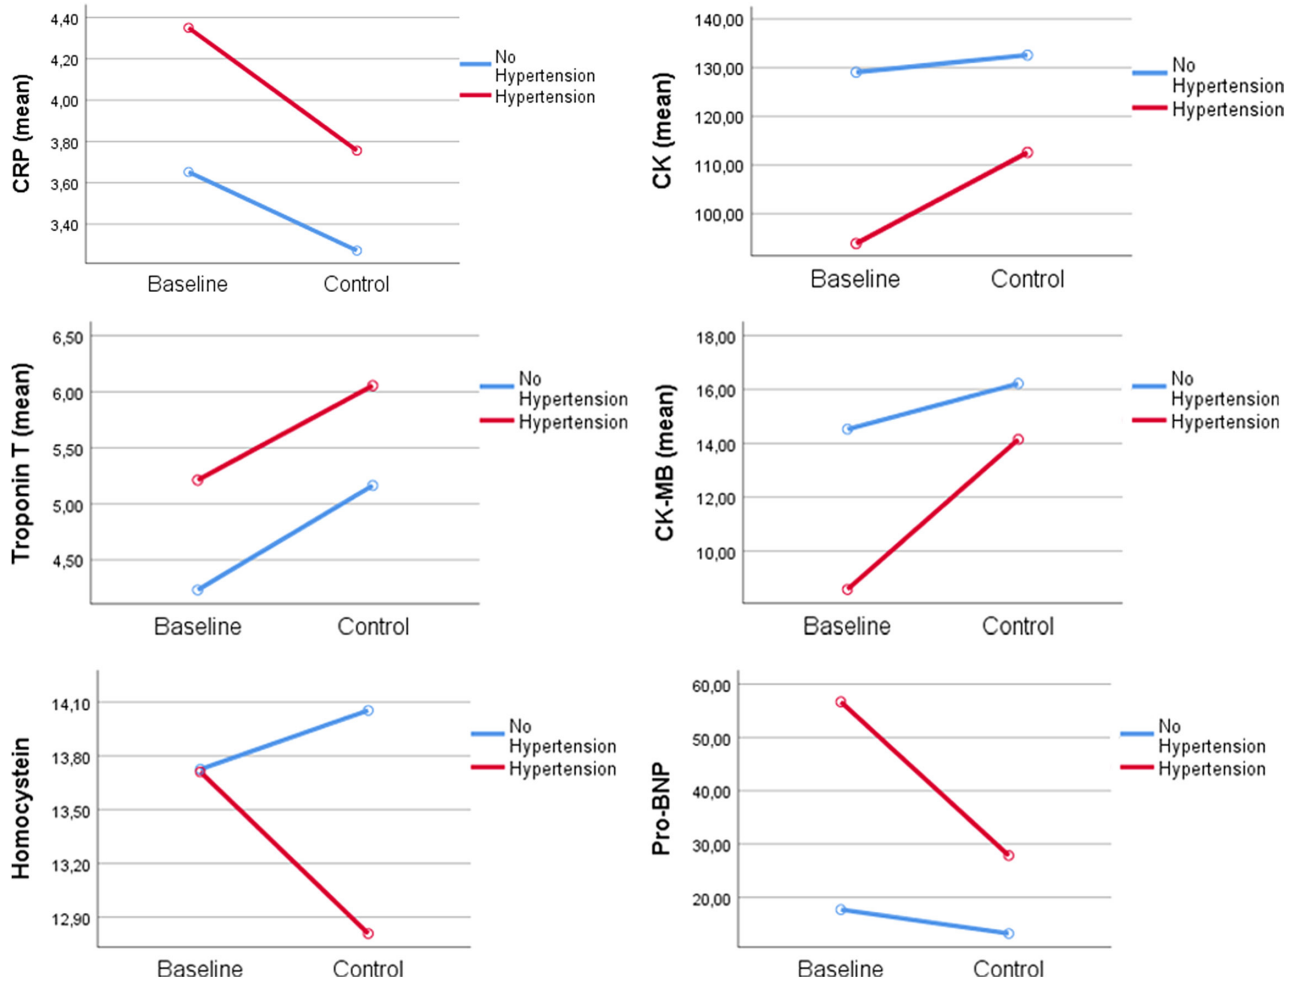 CRP (mean)
4,40
4,20
4,00
3,80
3,60
3,40
Baseline
Control
No
Hypertension
Hypertension
CK (mean)
140,00
130,00
120,00
110,00
100,00
Baseline
Control
No
Hypertension
Hypertension
Troponin T (mean)
6,50
6,00
5,50
5,00
4,50
Baseline
Control
No
Hypertension
Hypertension
CK-MB (mean)
18,00
16,00
14,00
12,00
10,00
Baseline
Control
No
Hypertension
Hypertension
Homocystein
14,10
13,80
13,50
13,20
12,90
Baseline
Control
No
Hypertension
Hypertension
Pro-BNP
60,00
50,00
40,00
30,00
20,00
Baseline
Control
No
Hypertension
Hypertension